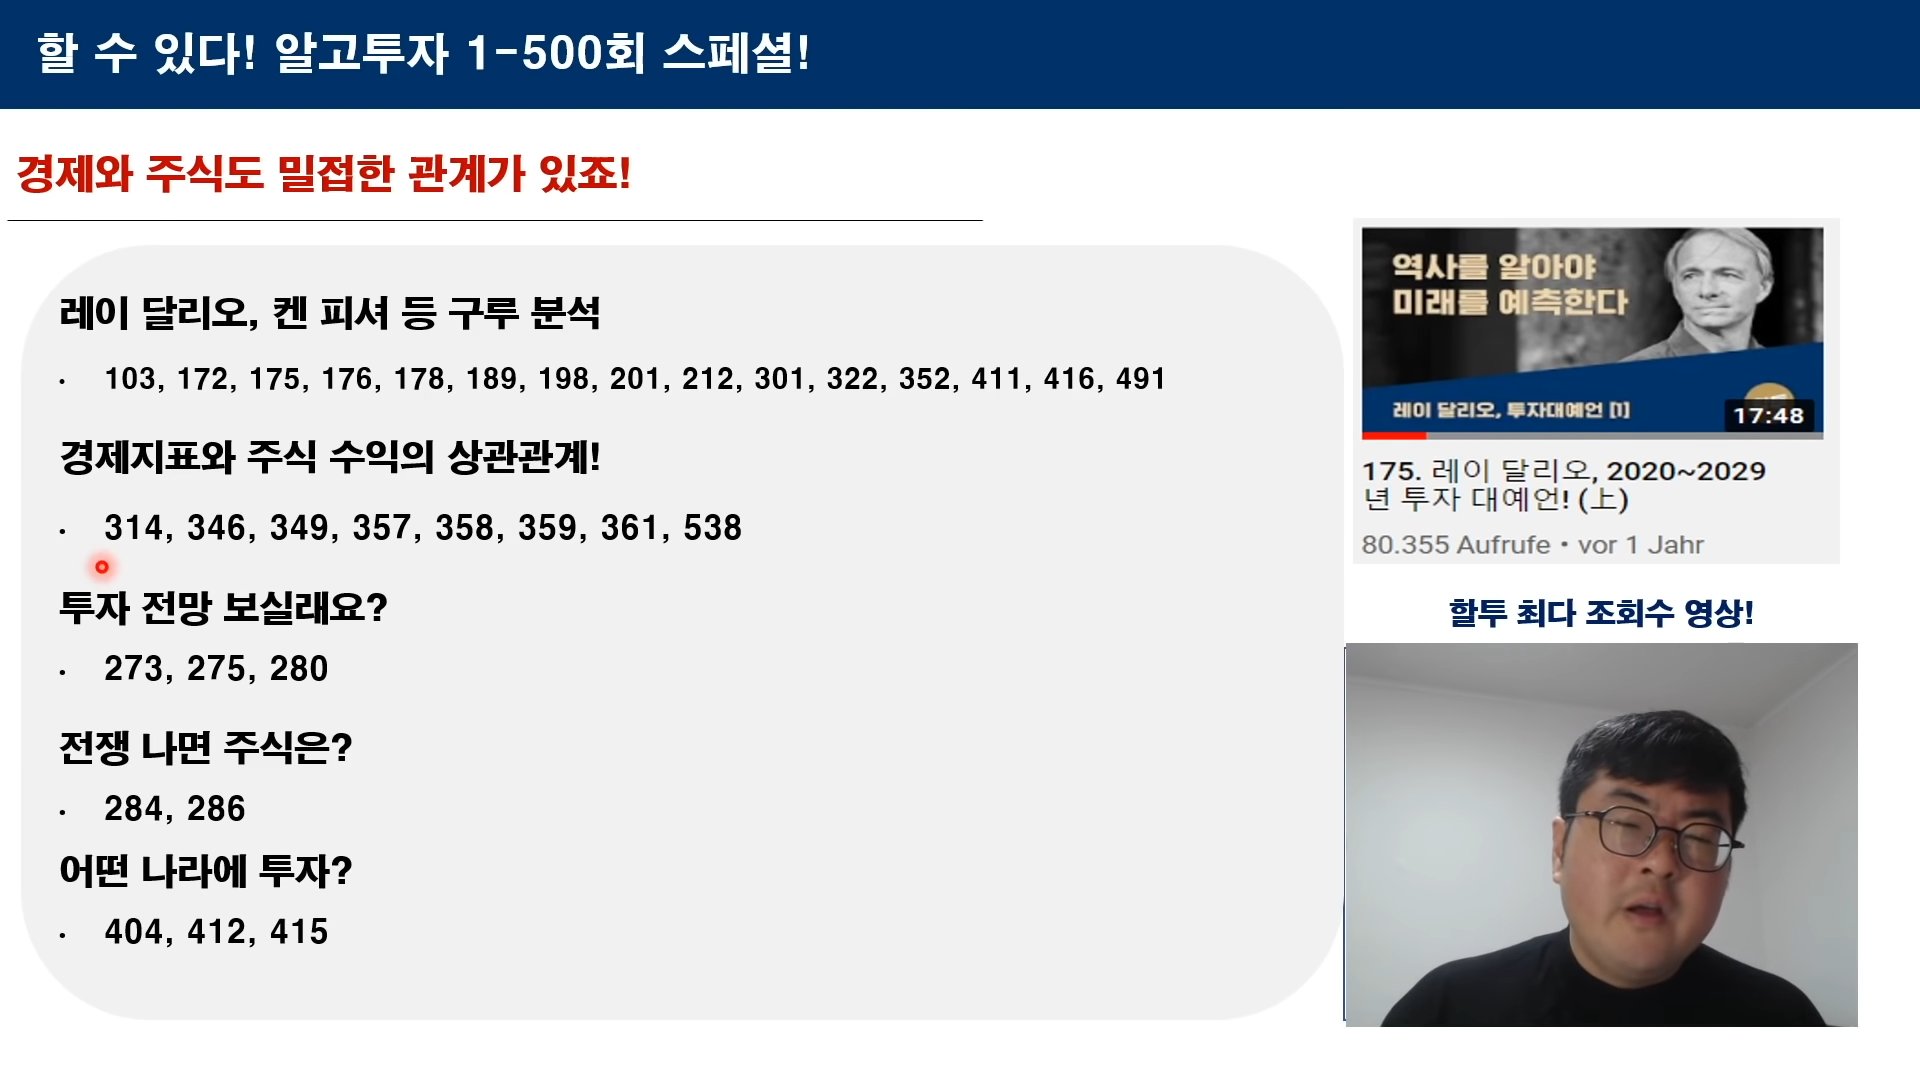 할 수 있다! 알고투자 1-500회 스페셜!
경제와 주식도 밀접한 관계가 있죠!
레이 달리오, 켄 피셔 등 구루 분석
• 103, 172, 175, 176, 178, 189, 198, 201, 212, 301, 322, 352, 411, 416, 491
경제지표와 주식 수익의 상관관계!
• 314, 346, 349, 357, 358, 359, 361, 538
투자 전망 보실래요?
• 273, 275, 280
전쟁 나면 주식은?
• 284, 286
어떤 나라에 투자?
• 404, 412, 415
역사를 알아야
미래를 예측한다
레이 달리오, 투자대예언 [1]
17:48
175. 레이 달리오, 2020~2029
년 투자 대예언! (上)
80.355 Aufrufe • vor 1 Jahr
할투 최다 조회수 영상!